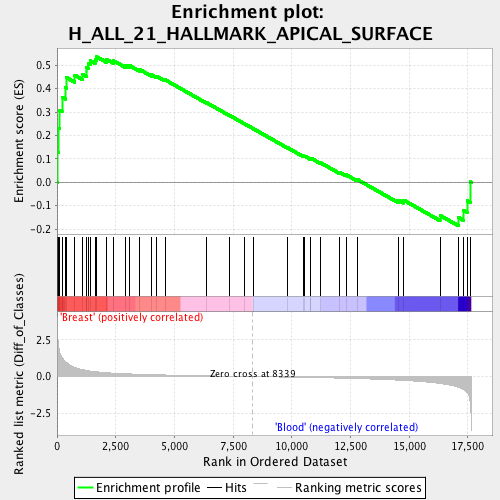 Enrichment plot:
H_ALL_21_HALLMARK_APICAL_SURFACE
Enrichment score (ES)
0.5
0.4
0.3
0.2
0.1
0.0
-0.1
-0.2
'Breast' (positively correlated)
Ranked list metric (Diff_of_Classes)
2.5
0.0
-2.5
Zero cross at 8339
'Blood' (negatively correlated)
0 2,500 5,000 7,500 10,000 12,500 15,000 17,500
Rank in Ordered Dataset
Enrichment profile Hits Ranking metric scores